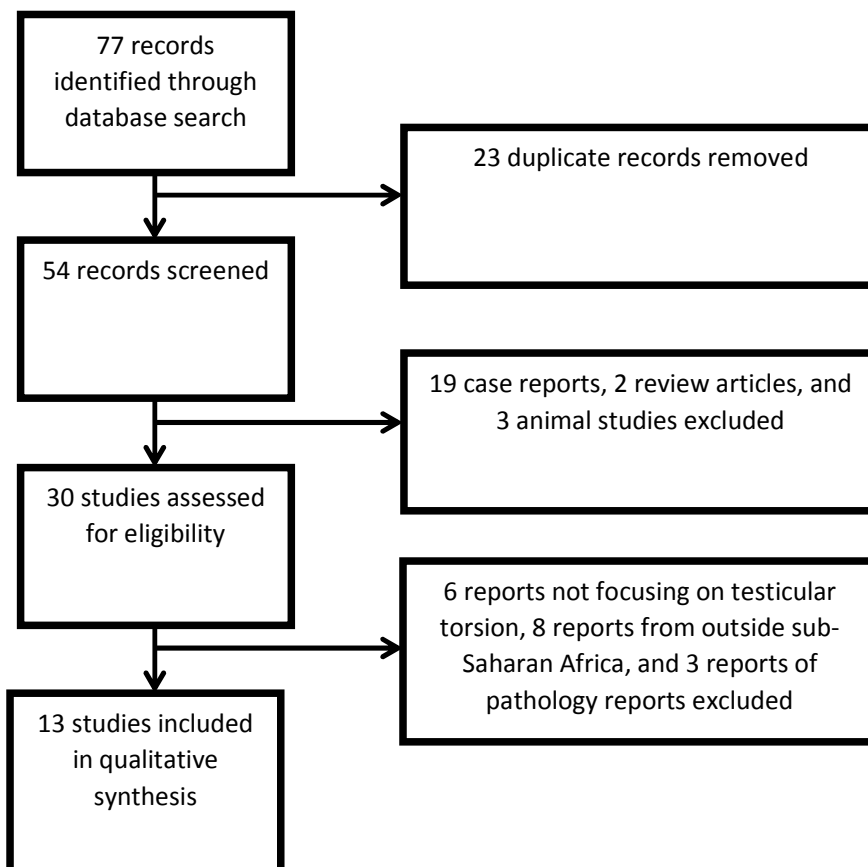 77 records
identified through
database search
23 duplicate records removed
54 records screened
19 case reports, 2 review articles, and
3 animal studies excluded
30 studies assessed
for eligibility
6 reports not focusing on testicular
torsion, 8 reports from outside sub-
Saharan Africa, and 3 reports of
pathology reports excluded
13 studies included
in qualitative
synthesis